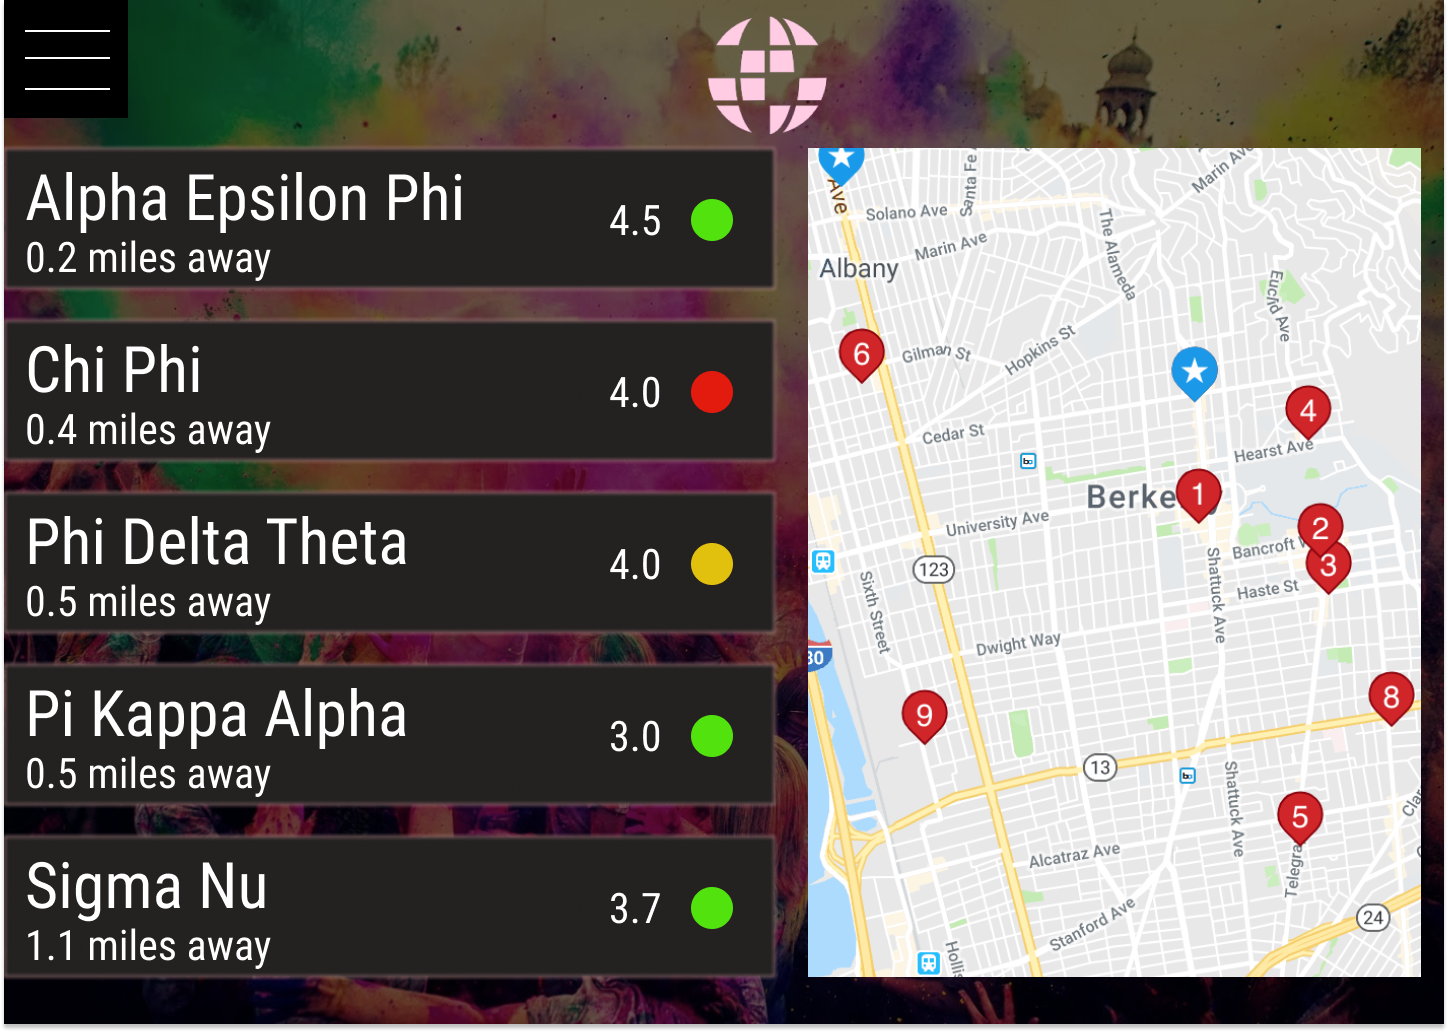 Alpha Epsilon Phi
0.2 miles away
4.5
Chi Phi
0.4 miles away
4.0
Phi Delta Theta
0.5 miles away
4.0
Pi Kappa Alpha
0.5 miles away
3.0
Sigma Nu
1.1 miles away
3.7
Ave
Solano Ave
Santa Fe
Marin Ave
Marin Ave
The Alameda
Albany
Euclid Ave
6
Gilman St
Hopkins St
4
Cedar St
Hearst Ave
Berke
1
University Ave
2
Bancroft
3
123
Haste St
Sixth Street
Shattuck Ave
Dwight Way
80
8
9
13
Shattuck Ave
5
Alcatraz Ave
Telegra
Stanford Ave
24
Hollis